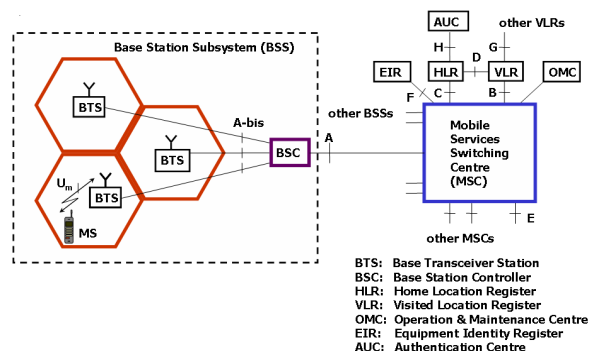 AUC
other VLRs
Base Station Subsystem (BSS)
H
G
D
EIR
HLR
VLR
OMC
F
C
B
BTS
other BSSs
A-bis
A
BTS
BSC
Mobile
Services
Switching
Centre
(MSC)
Um
BTS
MS
E
other MSCs
BTS: Base Transceiver Station
BSC: Base Station Controller
HLR: Home Location Register
VLR: Visited Location Register
OMC: Operation & Maintenance Centre
EIR: Equipment Identity Register
AUC: Authentication Centre